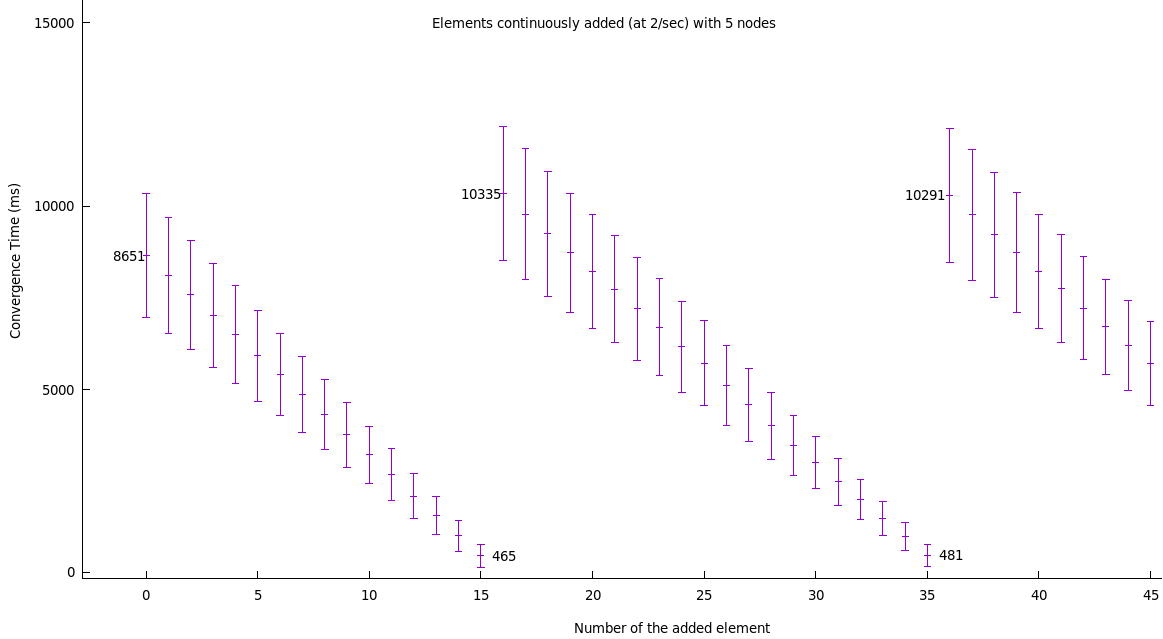 Elements continuously added (at 2/sec) with 5 nodes
15000
10000
5000
0
Convergence Time (ms)
8651
465
10335
481
10291
0 5 10 15 20 25 30 35 40 45
Number of the added element